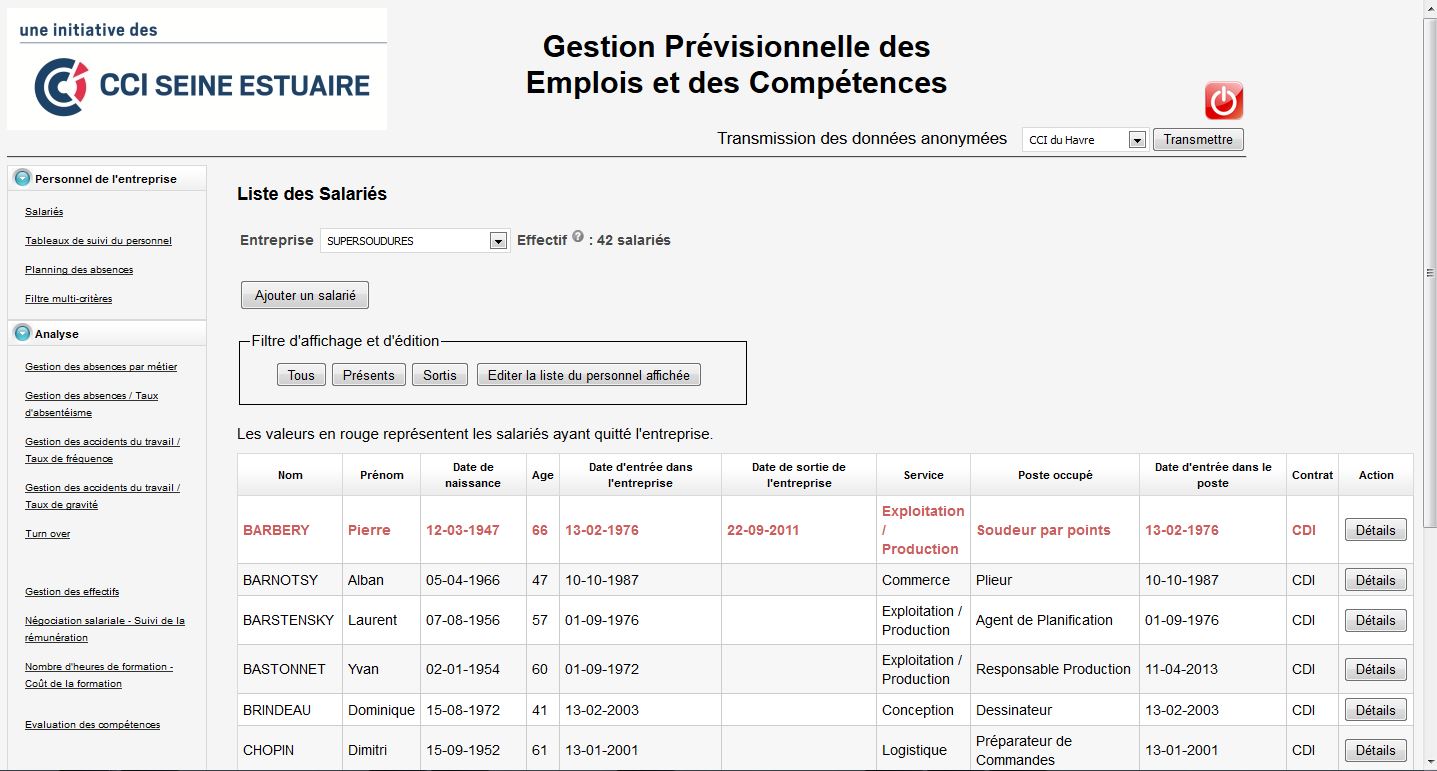 une initiative des
CCI SEINE ESTUAIRE
Gestion Prévisionnelle des
Emplois et des Compétences
Transmission des données anonymées CCI du Havre Transmettre
Personnel de l'entreprise
Salariés
Tableaux de suivi du personnel
Planning des absences
Filtre multi-critères
Analyse
Gestion des absences par métier
Gestion des absences / Taux
d'absentéisme
Gestion des accidents du travail /
Taux de fréquence
Gestion des accidents du travail /
Taux de gravité
Turn over
Gestion des effectifs
Négociation salariale - Suivi de la
rémunération
Nombre d'heures de formation -
Coût de la formation
Evaluation des compétences
Liste des Salariés
Entreprise SUPERSOUDURES Effectif ? : 42 salariés
Ajouter un salarié
Filtre d'affichage et d'édition
Tous Présents Sortis Editer la liste du personnel affichée
Les valeurs en rouge représentent les salariés ayant quitté l'entreprise.
Nom Prénom Date de naissance Age Date d'entrée dans l'entreprise Date de sortie de l'entreprise Service Poste occupé Date d'entrée dans le poste Contrat Action
BARBERY Pierre 12-03-1947 66 13-02-1976 22-09-2011 Exploitation / Production Soudeur par points 13-02-1976 CDI Détails
BARNOTSY Alban 05-04-1966 47 10-10-1987 Commerce Plieur 10-10-1987 CDI Détails
BARSTENSKY Laurent 07-08-1956 57 01-09-1976 Exploitation / Production Agent de Planification 01-09-1976 CDI Détails
BASTONNET Yvan 02-01-1954 60 01-09-1972 Exploitation / Production Responsable Production 11-04-2013 CDI Détails
BRINDEAU Dominique 15-08-1972 41 13-02-2003 Conception Dessinateur 13-02-2003 CDI Détails
CHOPIN Dimitri 15-09-1952 61 13-01-2001 Logistique Préparateur de Commandes 13-01-2001 CDI Détails